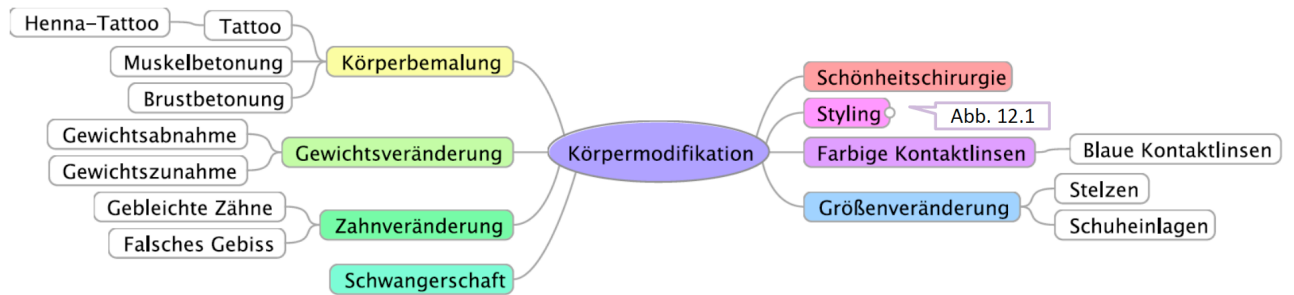 Henna-Tattoo
Tattoo
Muskelbetonung
Brustbetonung
Körperbemalung
Gewichtsabnahme
Gewichtszunahme
Gewichtsveränderung
Gebleichte Zähne
Falsches Gebiss
Zahnveränderung
Schwangerschaft
Körpermodifikation
Schönheitschirurgie
Styling
Abb. 12.1
Farbige Kontaktlinsen
Blaue Kontaktlinsen
Größenveränderung
Stelzen
Schuheinlagen